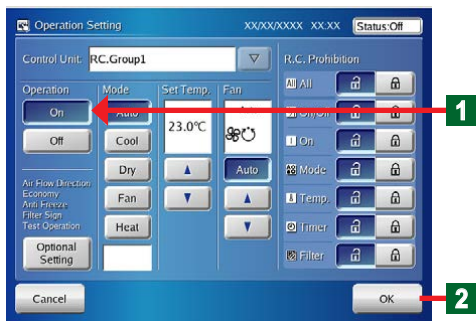 Operation Setting
XX/XX/XXXX XX:XX
Status:Off
Control Unit:
RC.Group1
R.C. Prohibition
Operation
Mode
Set Temp.
Fan
On
Off
Auto
Cool
Dry
Fan
Heat
23.0°C
Auto
All
On/Off
On
Mode
Temp.
Timer
Filter
Air Flow Direction
Economy
Anti Freeze
Filter Sign
Test Operation
Optional
Setting
Cancel
OK
1
2